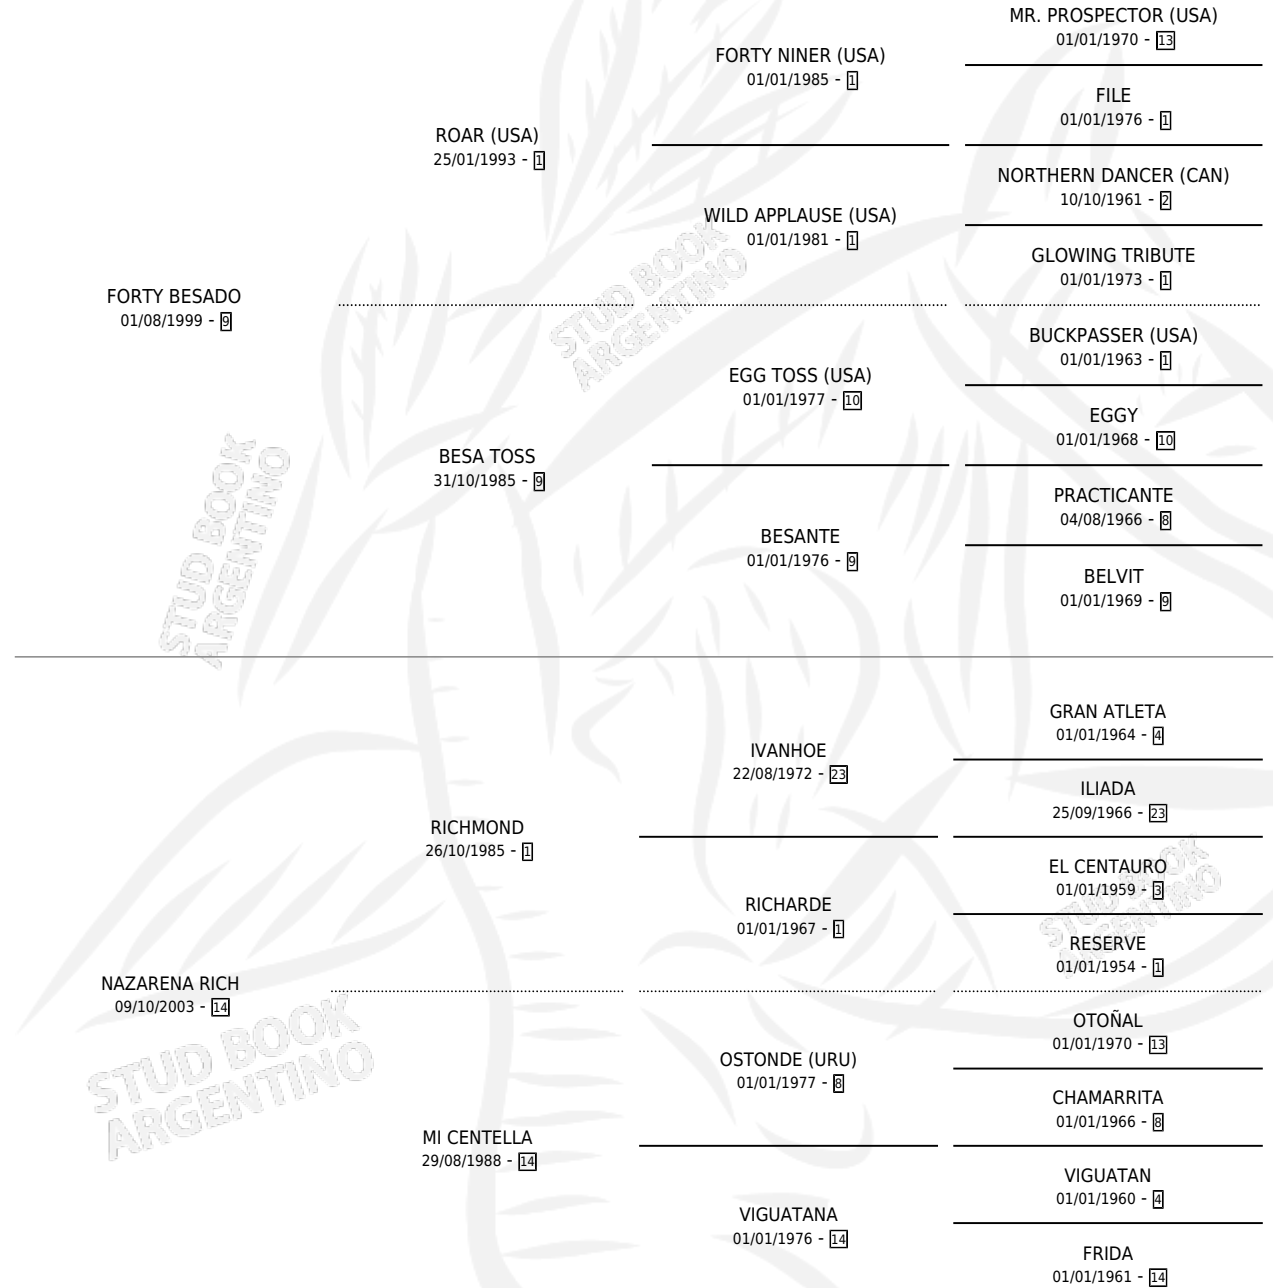 MR. PROSPECTOR (USA)
01/01/1970 - 13
FORTY NINER (USA)
01/01/1985 - 1
FILE
01/01/1976 - 1
ROAR (USA)
25/01/1993 - 1
NORTHERN DANCER (CAN)
10/10/1961 - 2
WILD APPLAUSE (USA)
01/01/1981 - 1
GLOWING TRIBUTE
01/01/1973 - 1
FORTY BESADO
01/08/1999 - 9
STUD BOOK
ARGENTINO
BUCKPASSER (USA)
01/01/1963 - 1
EGG TOSS (USA)
01/01/1977 - 10
EGGY
01/01/1968 - 10
BESA TOSS
31/10/1985 - 9
PRACTICANTE
04/08/1966 - 8
BESANTE
01/01/1976 - 9
BELVIT
01/01/1969 - 9
STUD BOOK
ARGENTINO
GRAN ATLETA
01/01/1964 - 4
IVANHOE
22/08/1972 - 23
ILIADA
25/09/1966 - 23
RICHMOND
26/10/1985 - 1
EL CENTAURO
01/01/1959 - 3
RICHARDE
01/01/1967 - 1
STUD BOOK
ARGENTINO
RESERVE
01/01/1954 - 1
NAZARENA RICH
09/10/2003 - 14
OTOÑAL
01/01/1970 - 13
OSTONDE (URU)
01/01/1977 - 8
STUD BOOK
ARGENTINO
CHAMARRITA
01/01/1966 - 8
MI CENTELLA
29/08/1988 - 14
VIGUATAN
01/01/1960 - 4
VIGUATANA
01/01/1976 - 14
FRIDA
01/01/1961 - 14